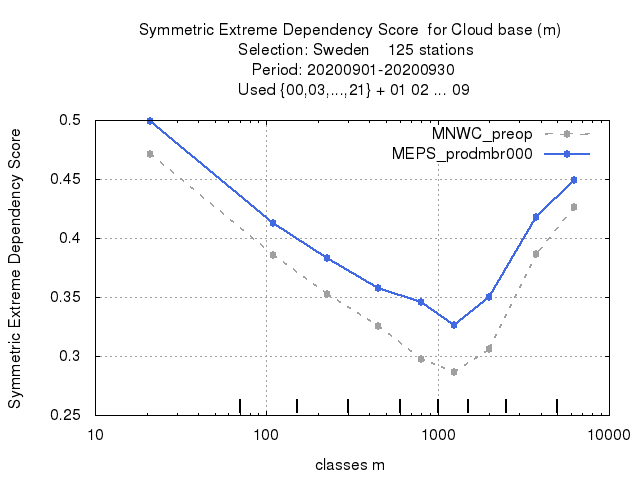 Symmetric Extreme Dependency Score  for Cloud base (m)
Selection: Sweden    125 stations
Period: 20200901-20200930
Used {00,03,...,21} + 01 02 ... 09
MNWC_preop
MEPS_prodmbr000
Symmetric Extreme Dependency Score
0.5
0.45
0.4
0.35
0.3
0.25
10 100 1000 10000
classes m